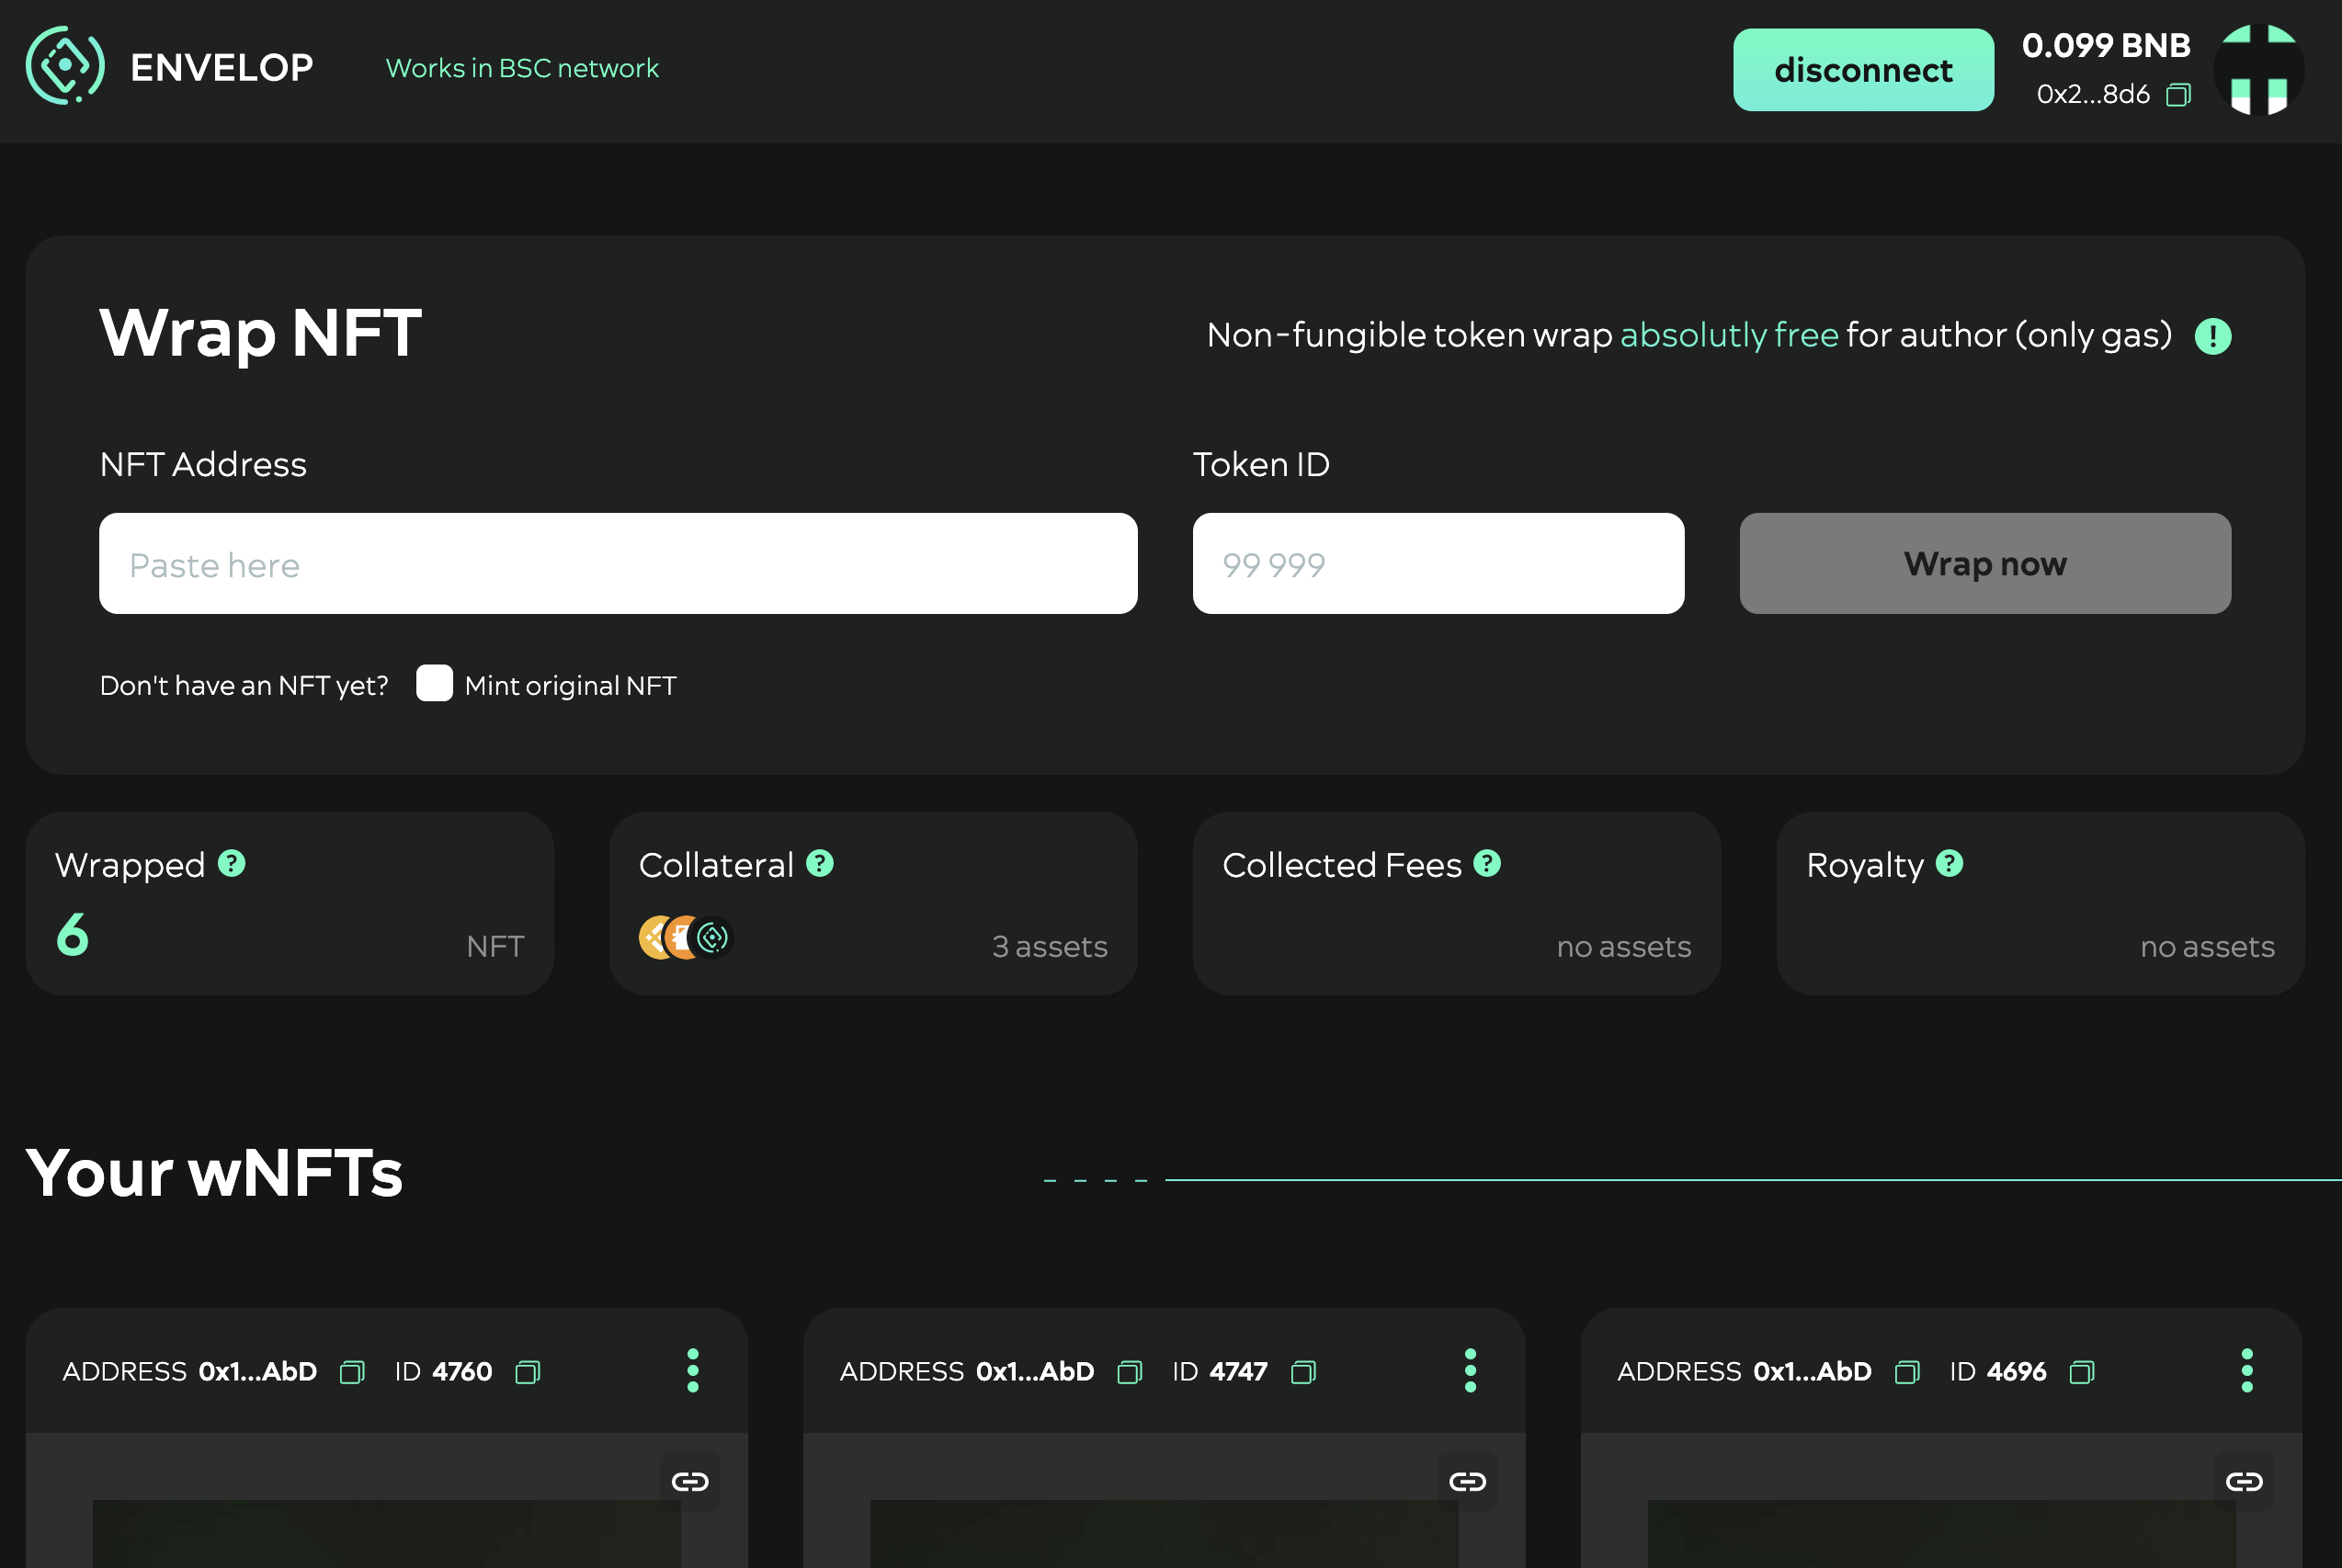 ENVELOP
Works in BSC network
disconnect
0.099 BNB
0x2...8d6
Wrap NFT
Non-fungible token wrap absolutly free for author (only gas) !
NFT Address
Token ID
Paste here
99 999
Wrap now
Don't have an NFT yet?
Mint original NFT
Wrapped ?
6
NFT
Collateral ?
3 assets
Collected Fees ?
no assets
Royalty ?
no assets
Your wNFTs
ADDRESS 0x1...AbD ID 4760
ADDRESS 0x1...AbD ID 4747
ADDRESS 0x1...AbD ID 4696